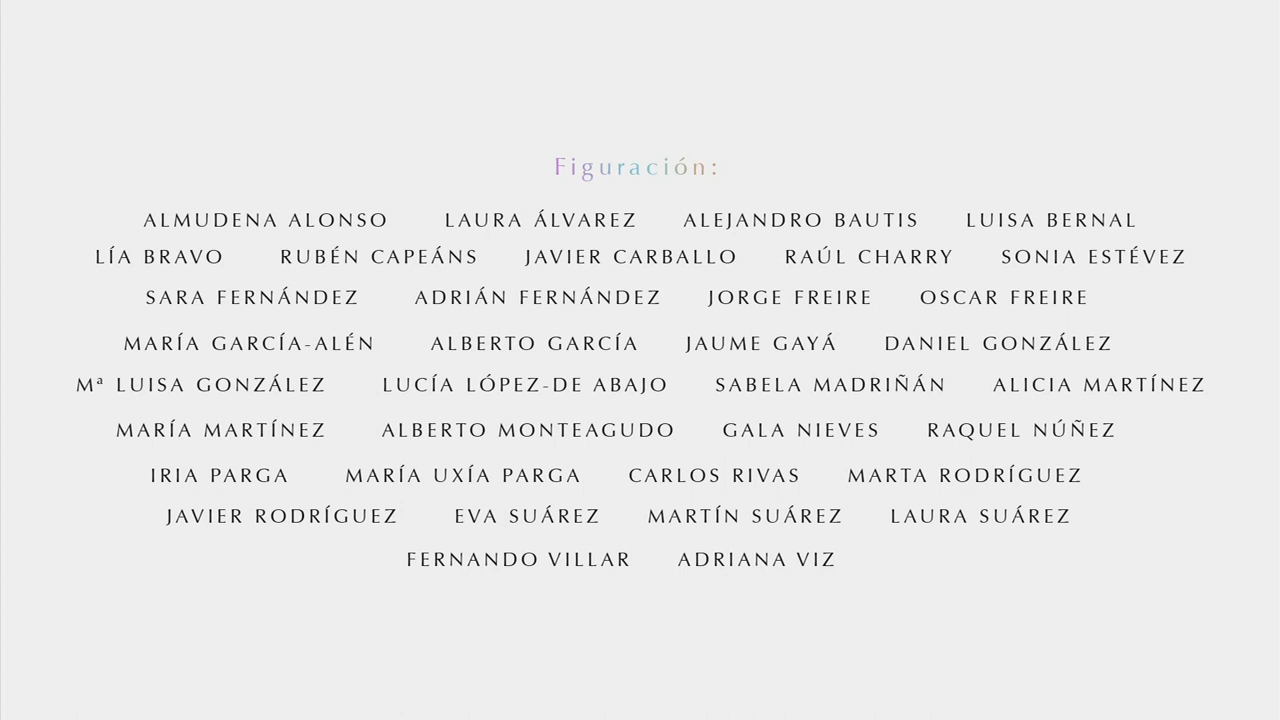 Figuración:
ALMUDENA ALONSO LAURA ÁLVAREZ ALEJANDRO BAUTIS LUISA BERNAL
LÍA BRAVO RUBÉN CAPEÁNS JAVIER CARBALLO RAÚL CHARRY SONIA ESTÉVEZ
SARA FERNÁNDEZ ADRIÁN FERNÁNDEZ JORGE FREIRE OSCAR FREIRE
MARÍA GARCÍA-ALÉN ALBERTO GARCÍA JAUME GAYÁ DANIEL GONZÁLEZ
Mª LUISA GONZÁLEZ LUCÍA LÓPEZ-DE ABAJO SABELA MADRIÑÁN ALICIA MARTÍNEZ
MARÍA MARTÍNEZ ALBERTO MONTEAGUDO GALA NIEVES RAQUEL NÚÑEZ
IRIA PARGA MARÍA UXÍA PARGA CARLOS RIVAS MARTA RODRÍGUEZ
JAVIER RODRÍGUEZ EVA SUÁREZ MARTÍN SUÁREZ LAURA SUÁREZ
FERNANDO VILLAR ADRIANA VIZ